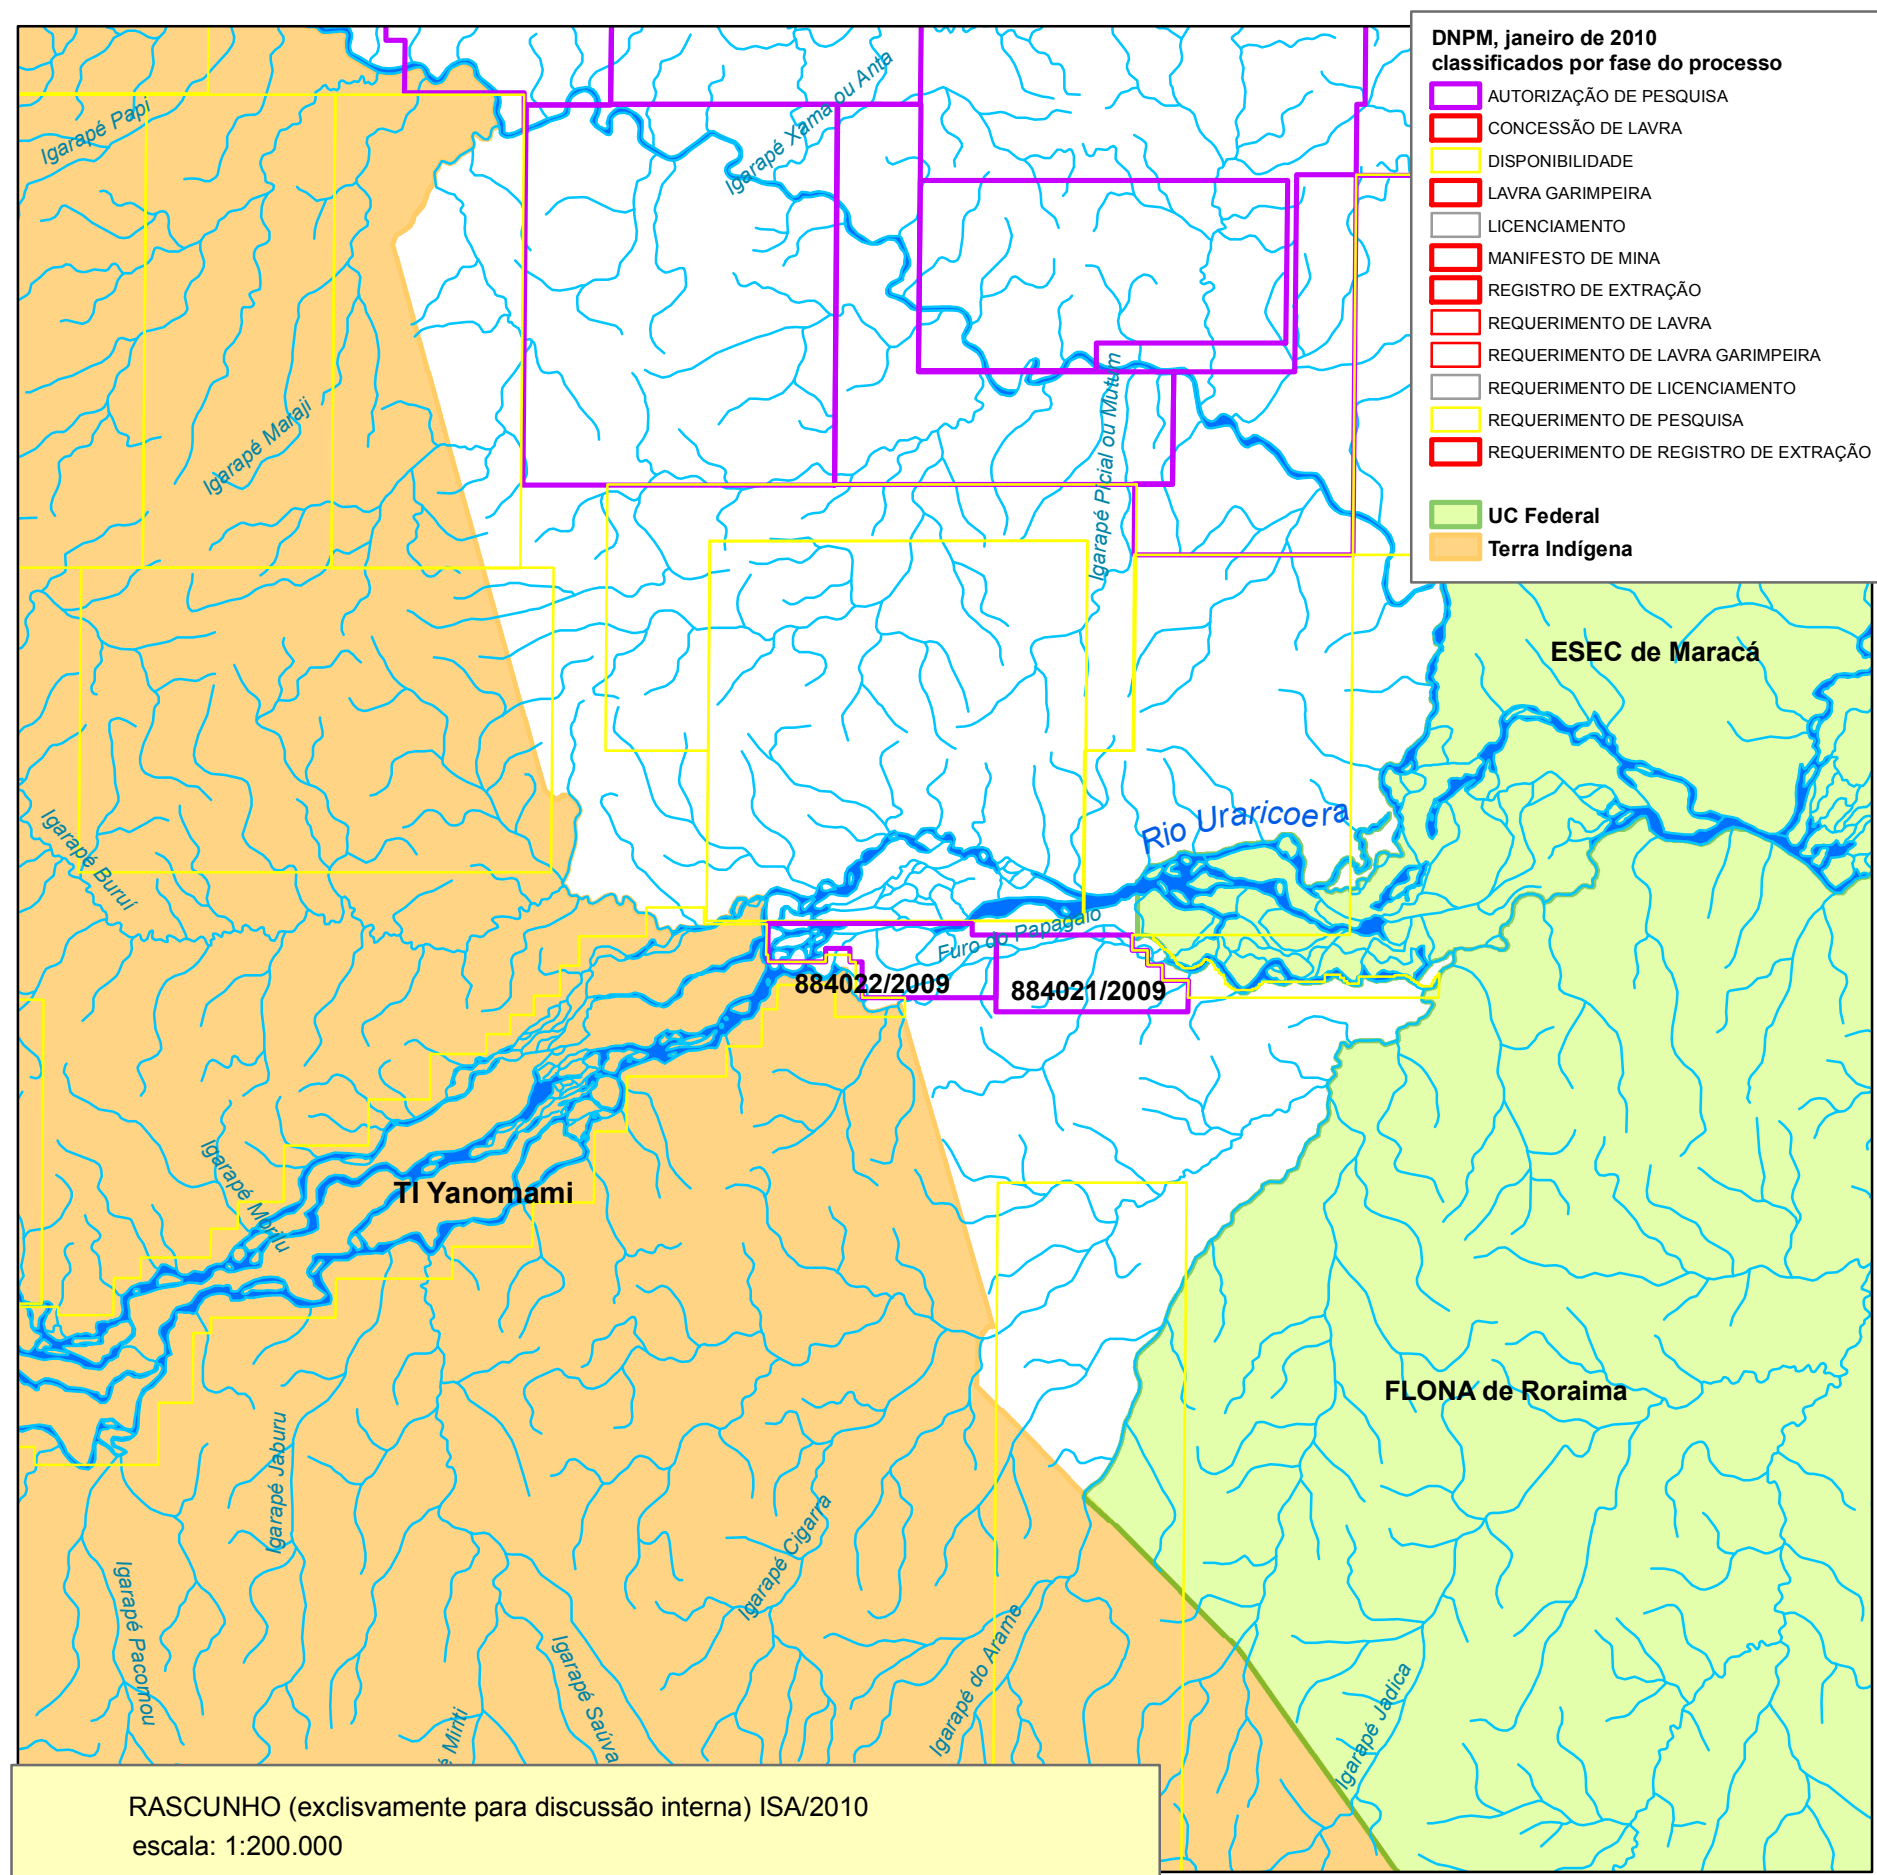 DNPM, janeiro de 2010
classificados por fase do processo
AUTORIZAÇÃO DE PESQUISA
CONCESSÃO DE LAVRA
DISPONIBILIDADE
LAVRA GARIMPEIRA
LICENCIAMENTO
MANIFESTO DE MINA
REGISTRO DE EXTRAÇÃO
REQUERIMENTO DE LAVRA
REQUERIMENTO DE LAVRA GARIMPEIRA
REQUERIMENTO DE LICENCIAMENTO
REQUERIMENTO DE PESQUISA
REQUERIMENTO DE REGISTRO DE EXTRAÇÃO
UC Federal
Terra Indígena
Igarapé Papi
Igarapé Xama ou Anta
Igarapé Maraji
Igarapé Picial ou Mutum
ESEC de Maracá
Rio Uraricoera
Igarapé Buruí
Furo do Papagaio
884022/2009
884021/2009
TI Yanomami
Igarapé Moriju
FLONA de Roraima
Igarapé Jaburu
Igarapé Cigarra
Igarapé Pacomou
Igarapé do Arame
Igarapé Saúva
Igarapé Jadica
é Miriti
RASCUNHO (exclisvamente para discussão interna) ISA/2010
escala: 1:200.000